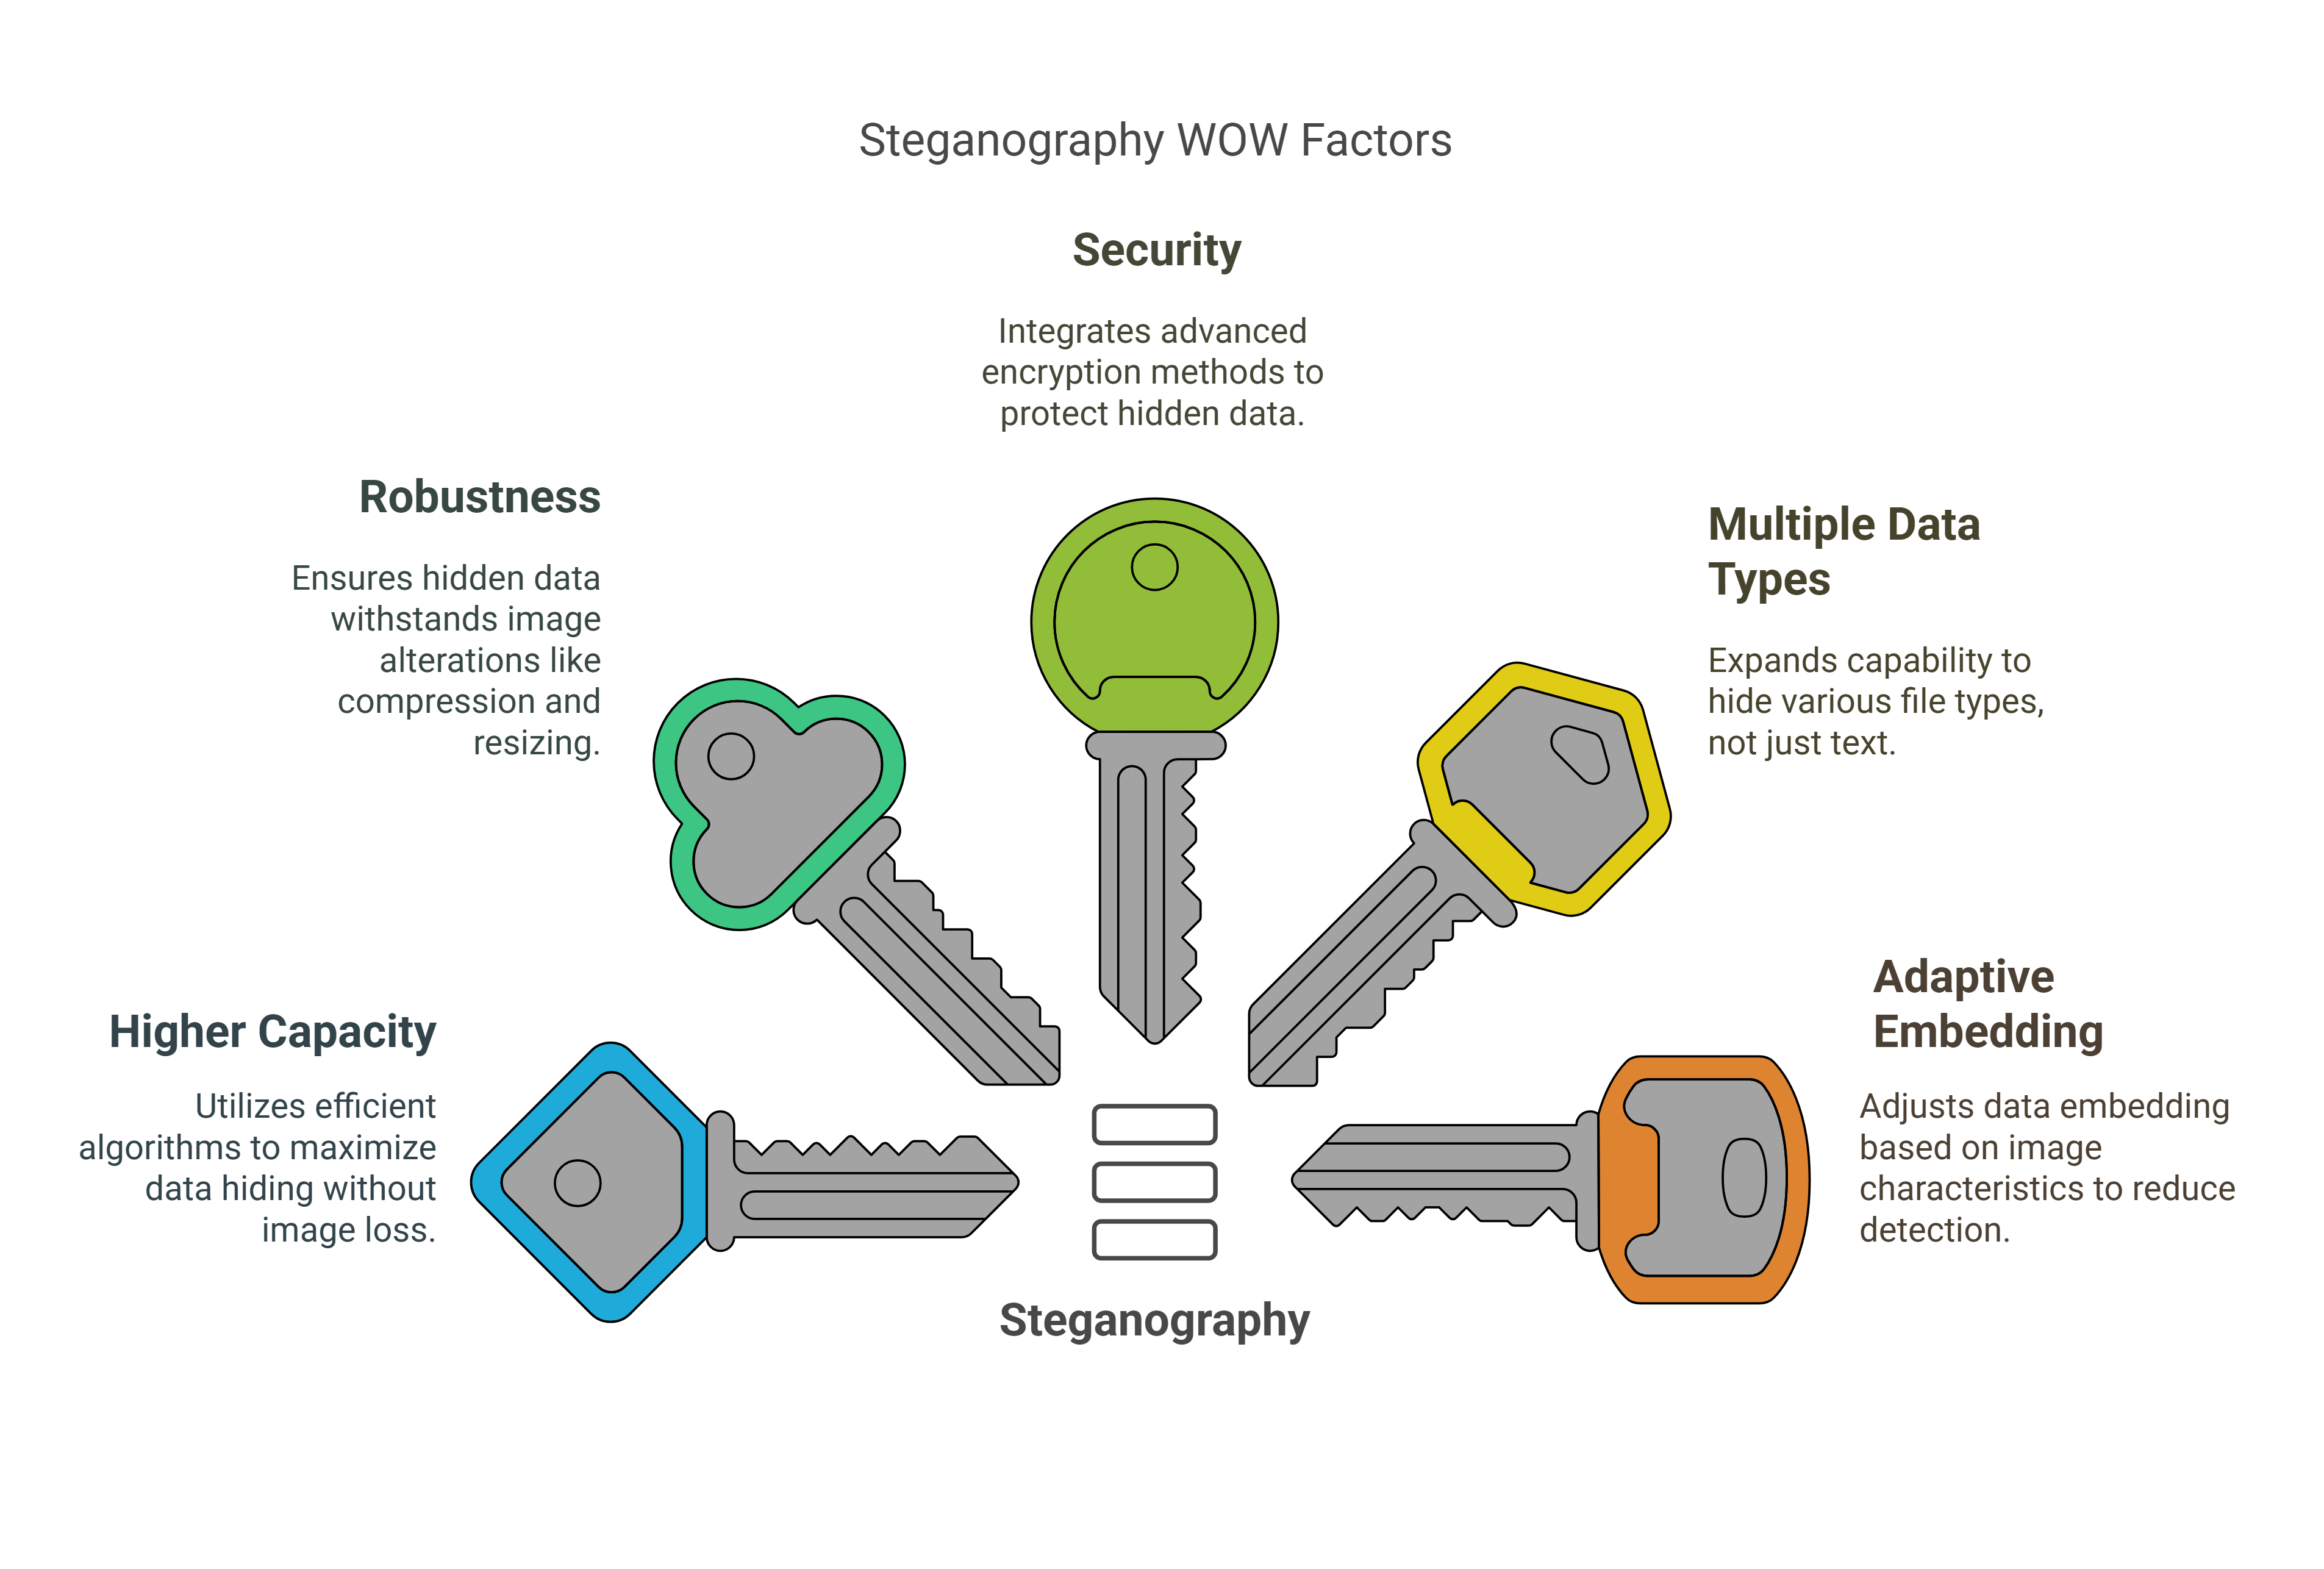 Steganography WOW Factors
Security
Integrates advanced
encryption methods to
protect hidden data.
Robustness
Ensures hidden data
withstands image
alterations like
compression and
resizing.
Multiple Data
Types
Expands capability to
hide various file types,
not just text.
Higher Capacity
Utilizes efficient
algorithms to maximize
data hiding without
image loss.
Adaptive
Embedding
Adjusts data embedding
based on image
characteristics to reduce
detection.
Steganography